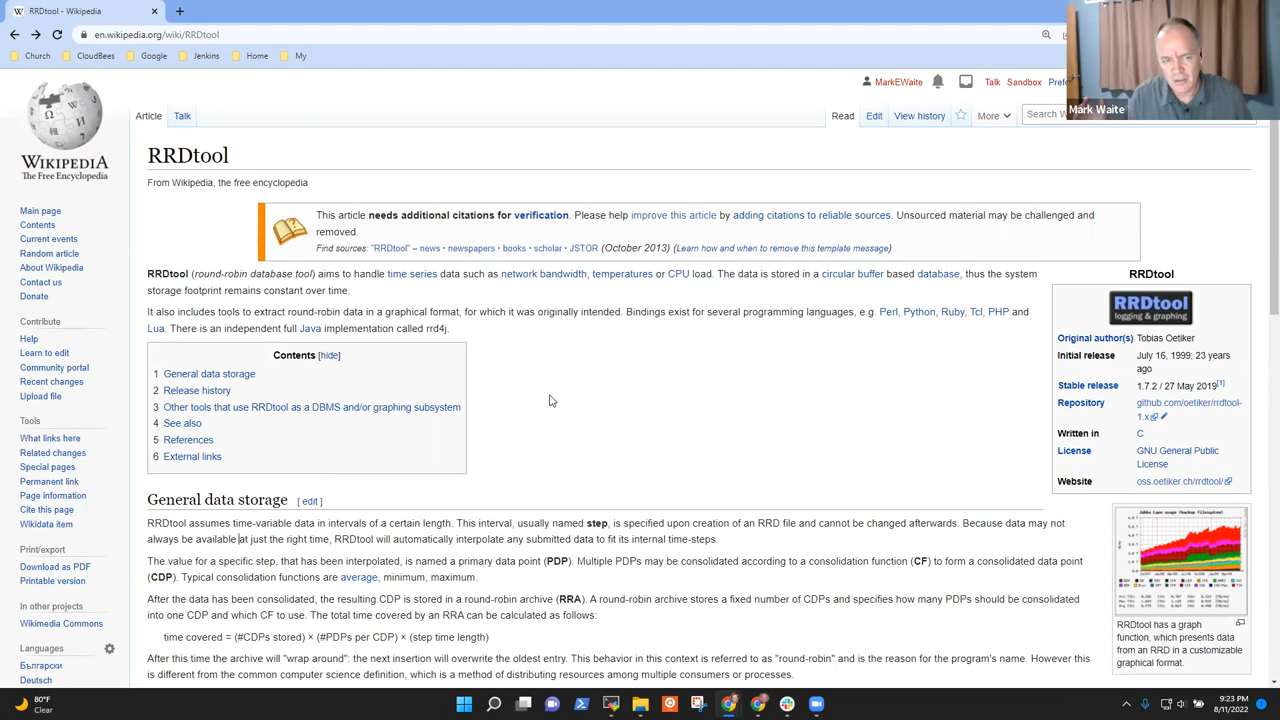 RRDtool - Wikipedia
en.wikipedia.org/wiki/RRDtool
Church CloudBees Google Jenkins Home My
Mark Waite
WIKIPEDIA
The Free Encyclopedia
MarkEWaite Talk Sandbox
Article Talk Read Edit View history More
RRDtool
From Wikipedia, the free encyclopedia
This article needs additional citations for verification. Please help improve this article by adding citations to reliable sources. Unsourced material may be challenged and
removed.
Find sources: "RRDtool" – news · newspapers · books · scholar · JSTOR (October 2013) (Learn how and when to remove this template message)
RRDtool (round-robin database tool) aims to handle time series data such as network bandwidth, temperatures or CPU load. The data is stored in a circular buffer based database, thus the system
storage footprint remains constant over time.
It also includes tools to extract round-robin data in a graphical format, for which it was originally intended. Bindings exist for several programming languages, e.g. Perl, Python, Ruby, Tcl, PHP and
Lua. There is an independent full Java implementation called rrd4j.
Contents [hide]
1 General data storage
2 Release history
3 Other tools that use RRDtool as a DBMS and/or graphing subsystem
4 See also
5 References
6 External links
General data storage [ edit ]
RRDtool assumes time-variable data in intervals of a certain length. This interval, usually named step, is specified upon creation of an RRD file and cannot be changed afterwards. Because data may not
always be available at just the right time, RRDtool will automatically interpolate any submitted data to fit its internal time-steps.
The value for a specific step, that has been interpolated, is named a primary data point (PDP). Multiple PDPs may be consolidated according to a consolidation function (CF) to form a consolidated data point
(CDP). Typical consolidation functions are average, minimum, maximum.
After the data has been consolidated, the resulting CDP is stored in a round-robin archive (RRA). A round-robin archive stores a fixed number of CDPs and specifies how many PDPs should be consolidated
into one CDP and which CF to use. The total time covered by an RRA can be calculated as follows:
time covered = (#CDPs stored) × (#PDPs per CDP) × (step time length)
After this time the archive will "wrap around": the next insertion will overwrite the oldest entry. This behavior in this context is referred to as "round-robin" and is the reason for the program's name. However this
is different from the common computer science definition, which is a method of distributing resources among multiple consumers or processes.
RRDtool
RRDtool
logging & graphing
Original author(s) Tobias Oetiker
Initial release July 16, 1999; 23 years
ago
Stable release 1.7.2 / 27 May 2019[1]
Repository github.com/oetiker/rrdtool-
1.x
Written in C
License GNU General Public
License
Website oss.oetiker.ch/rrdtool/
RRDtool has a graph
function, which presents data
from an RRD in a customizable
graphical format.
Main page
Contents
Current events
Random article
About Wikipedia
Contact us
Donate
Contribute
Help
Learn to edit
Community portal
Recent changes
Upload file
Tools
What links here
Related changes
Special pages
Permanent link
Page information
Cite this page
Wikidata item
Print/export
Download as PDF
Printable version
In other projects
Wikimedia Commons
Languages
Български
Deutsch
80°F
Clear
9:23 PM
8/11/2022